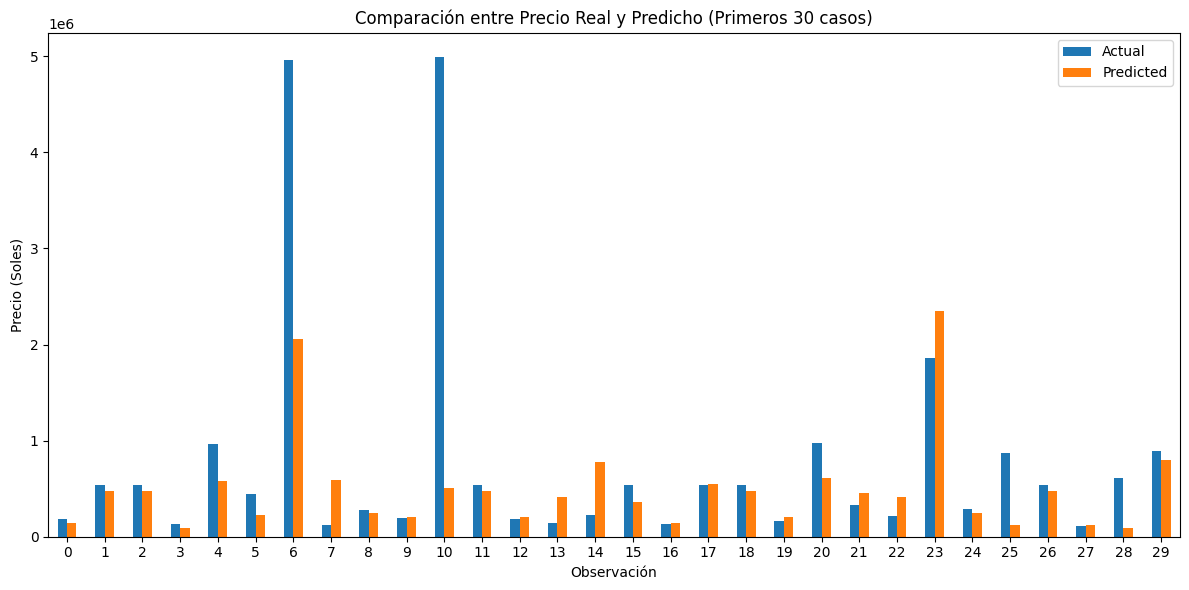 Comparación entre Precio Real y Predicho (Primeros 30 casos)
1e6
Actual
Predicted
5
4
3
2
1
0
Precio (Soles)
0 1 2 3 4 5 6 7 8 9 10 11 12 13 14 15 16 17 18 19 20 21 22 23 24 25 26 27 28 29
Observación